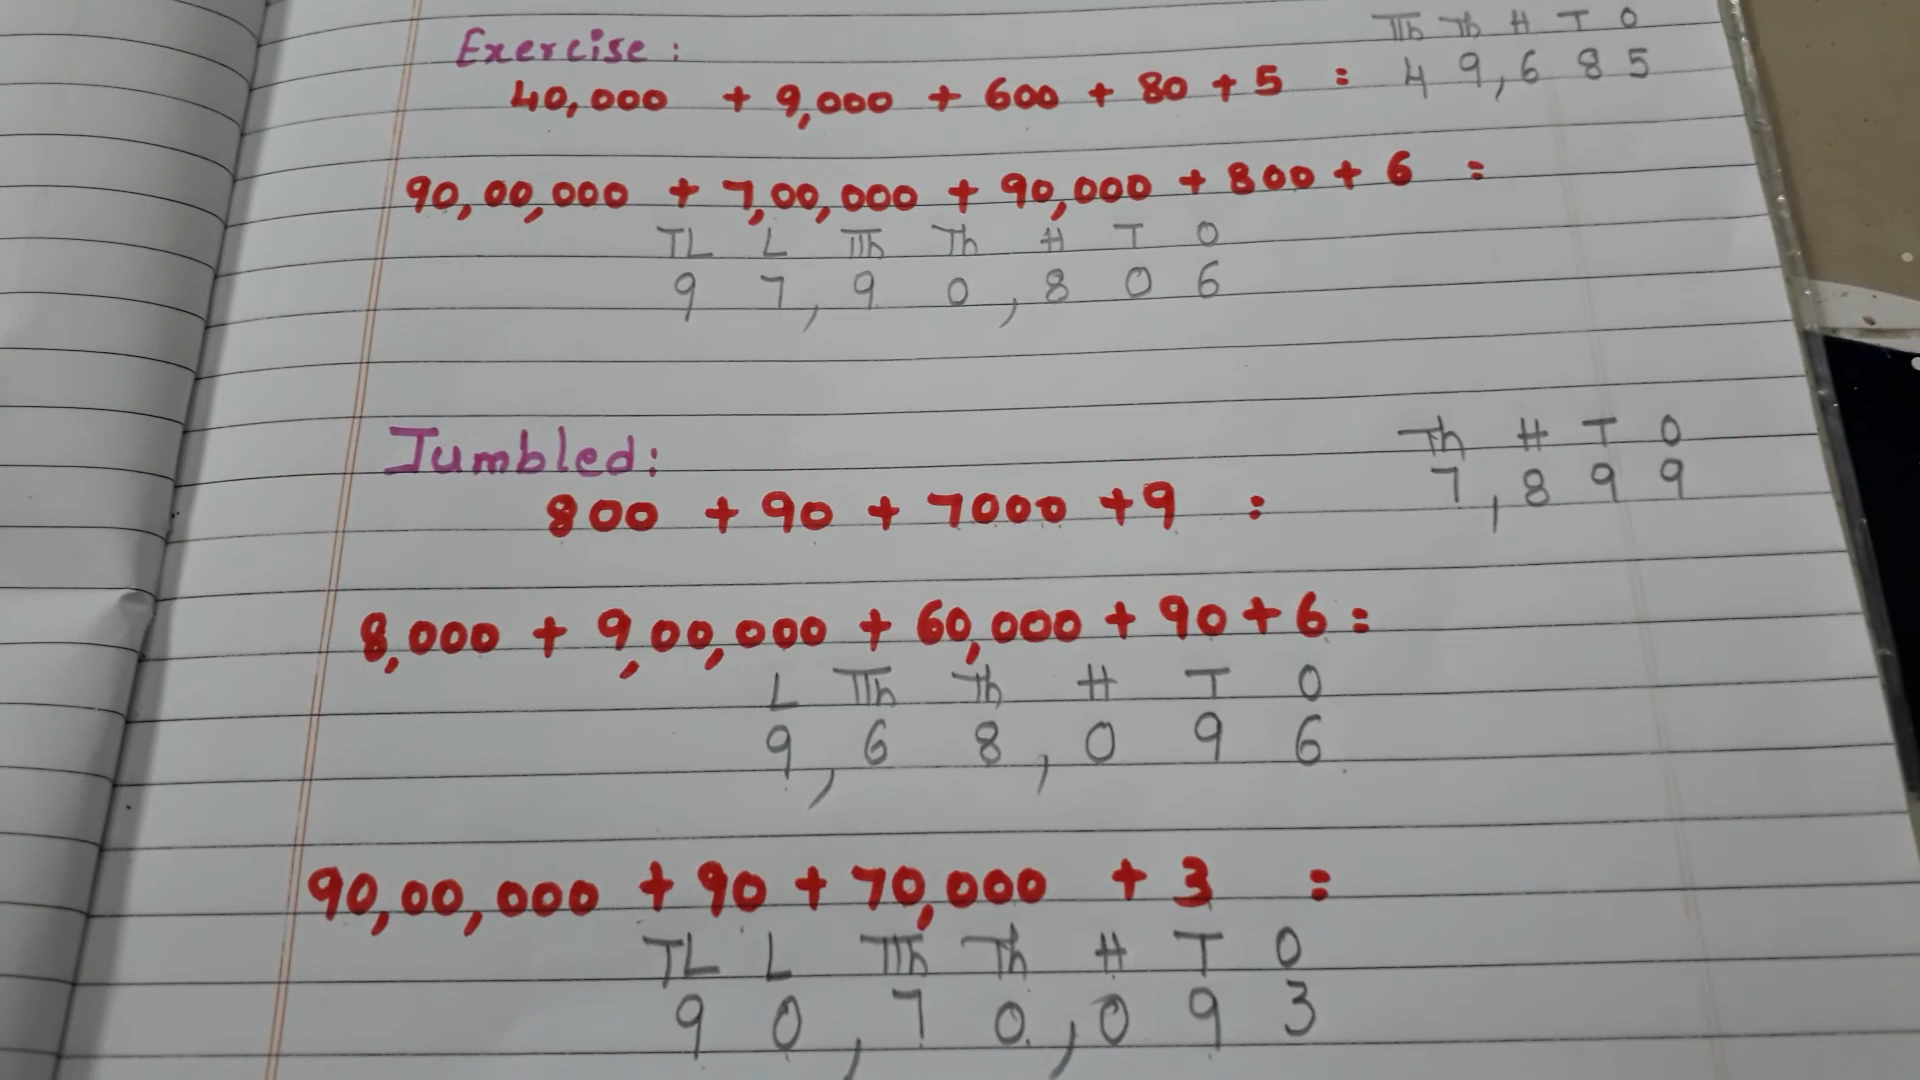 Th Th H T O
Exercise:
40,000 + 9,000 + 600 + 80 + 5 = 4 9,6 8 5
90,00,000 + 7,00,000 + 90,000 + 800 + 6 =
TL L TTh Th H T O
9 7, 9 0, 8 0 6
Th H T O
Jumbled: 7, 8 9 9
800 + 90 + 7000 + 9 =
8,000 + 9,00,000 + 60,000 + 90 + 6 =
L TTh Th H T O
9, 6 8, 0 9 6
90,00,000 + 90 + 70,000 + 3 =
TL L TTh Th H T O
9 0, 7 0, 0 9 3